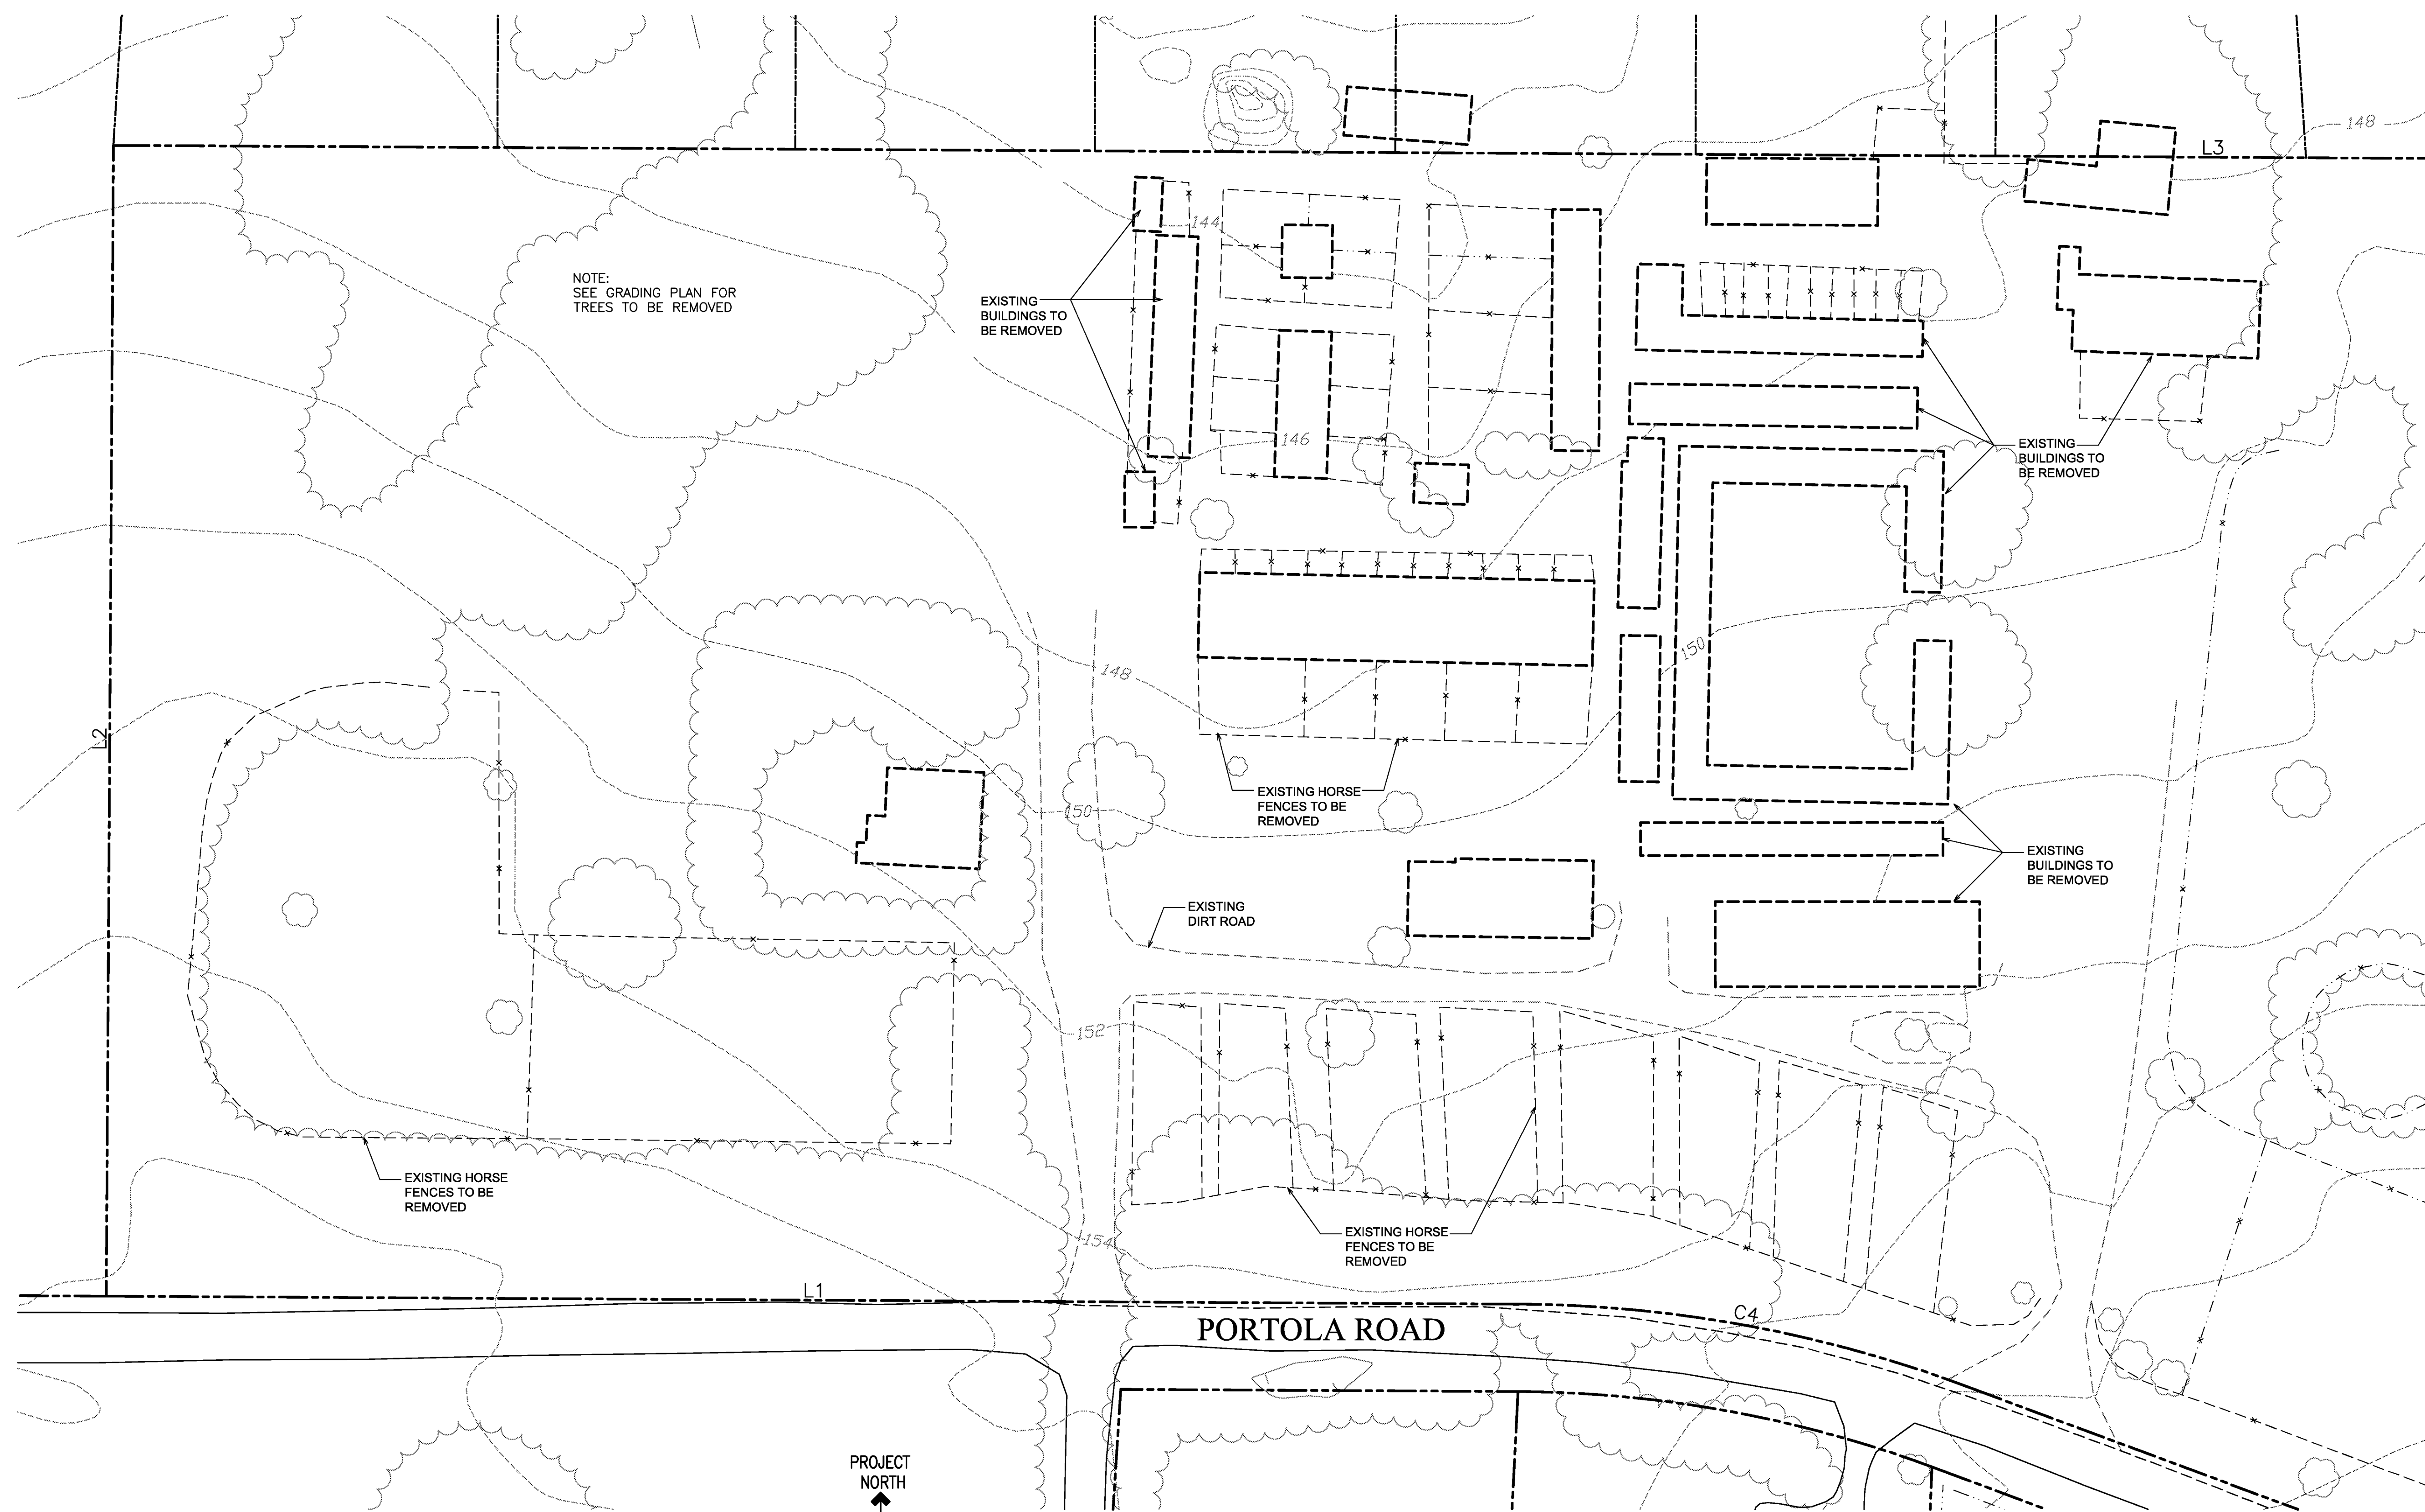 148
L3
144
NOTE:
SEE GRADING PLAN FOR
TREES TO BE REMOVED
EXISTING
BUILDINGS TO
BE REMOVED
146
EXISTING
BUILDINGS TO
BE REMOVED
150
148
L2
EXISTING HORSE
FENCES TO BE
REMOVED
150
EXISTING
BUILDINGS TO
BE REMOVED
EXISTING
DIRT ROAD
152
EXISTING HORSE
FENCES TO BE
REMOVED
EXISTING HORSE
FENCES TO BE
REMOVED
154
L1
C4
PORTOLA ROAD
PROJECT
NORTH